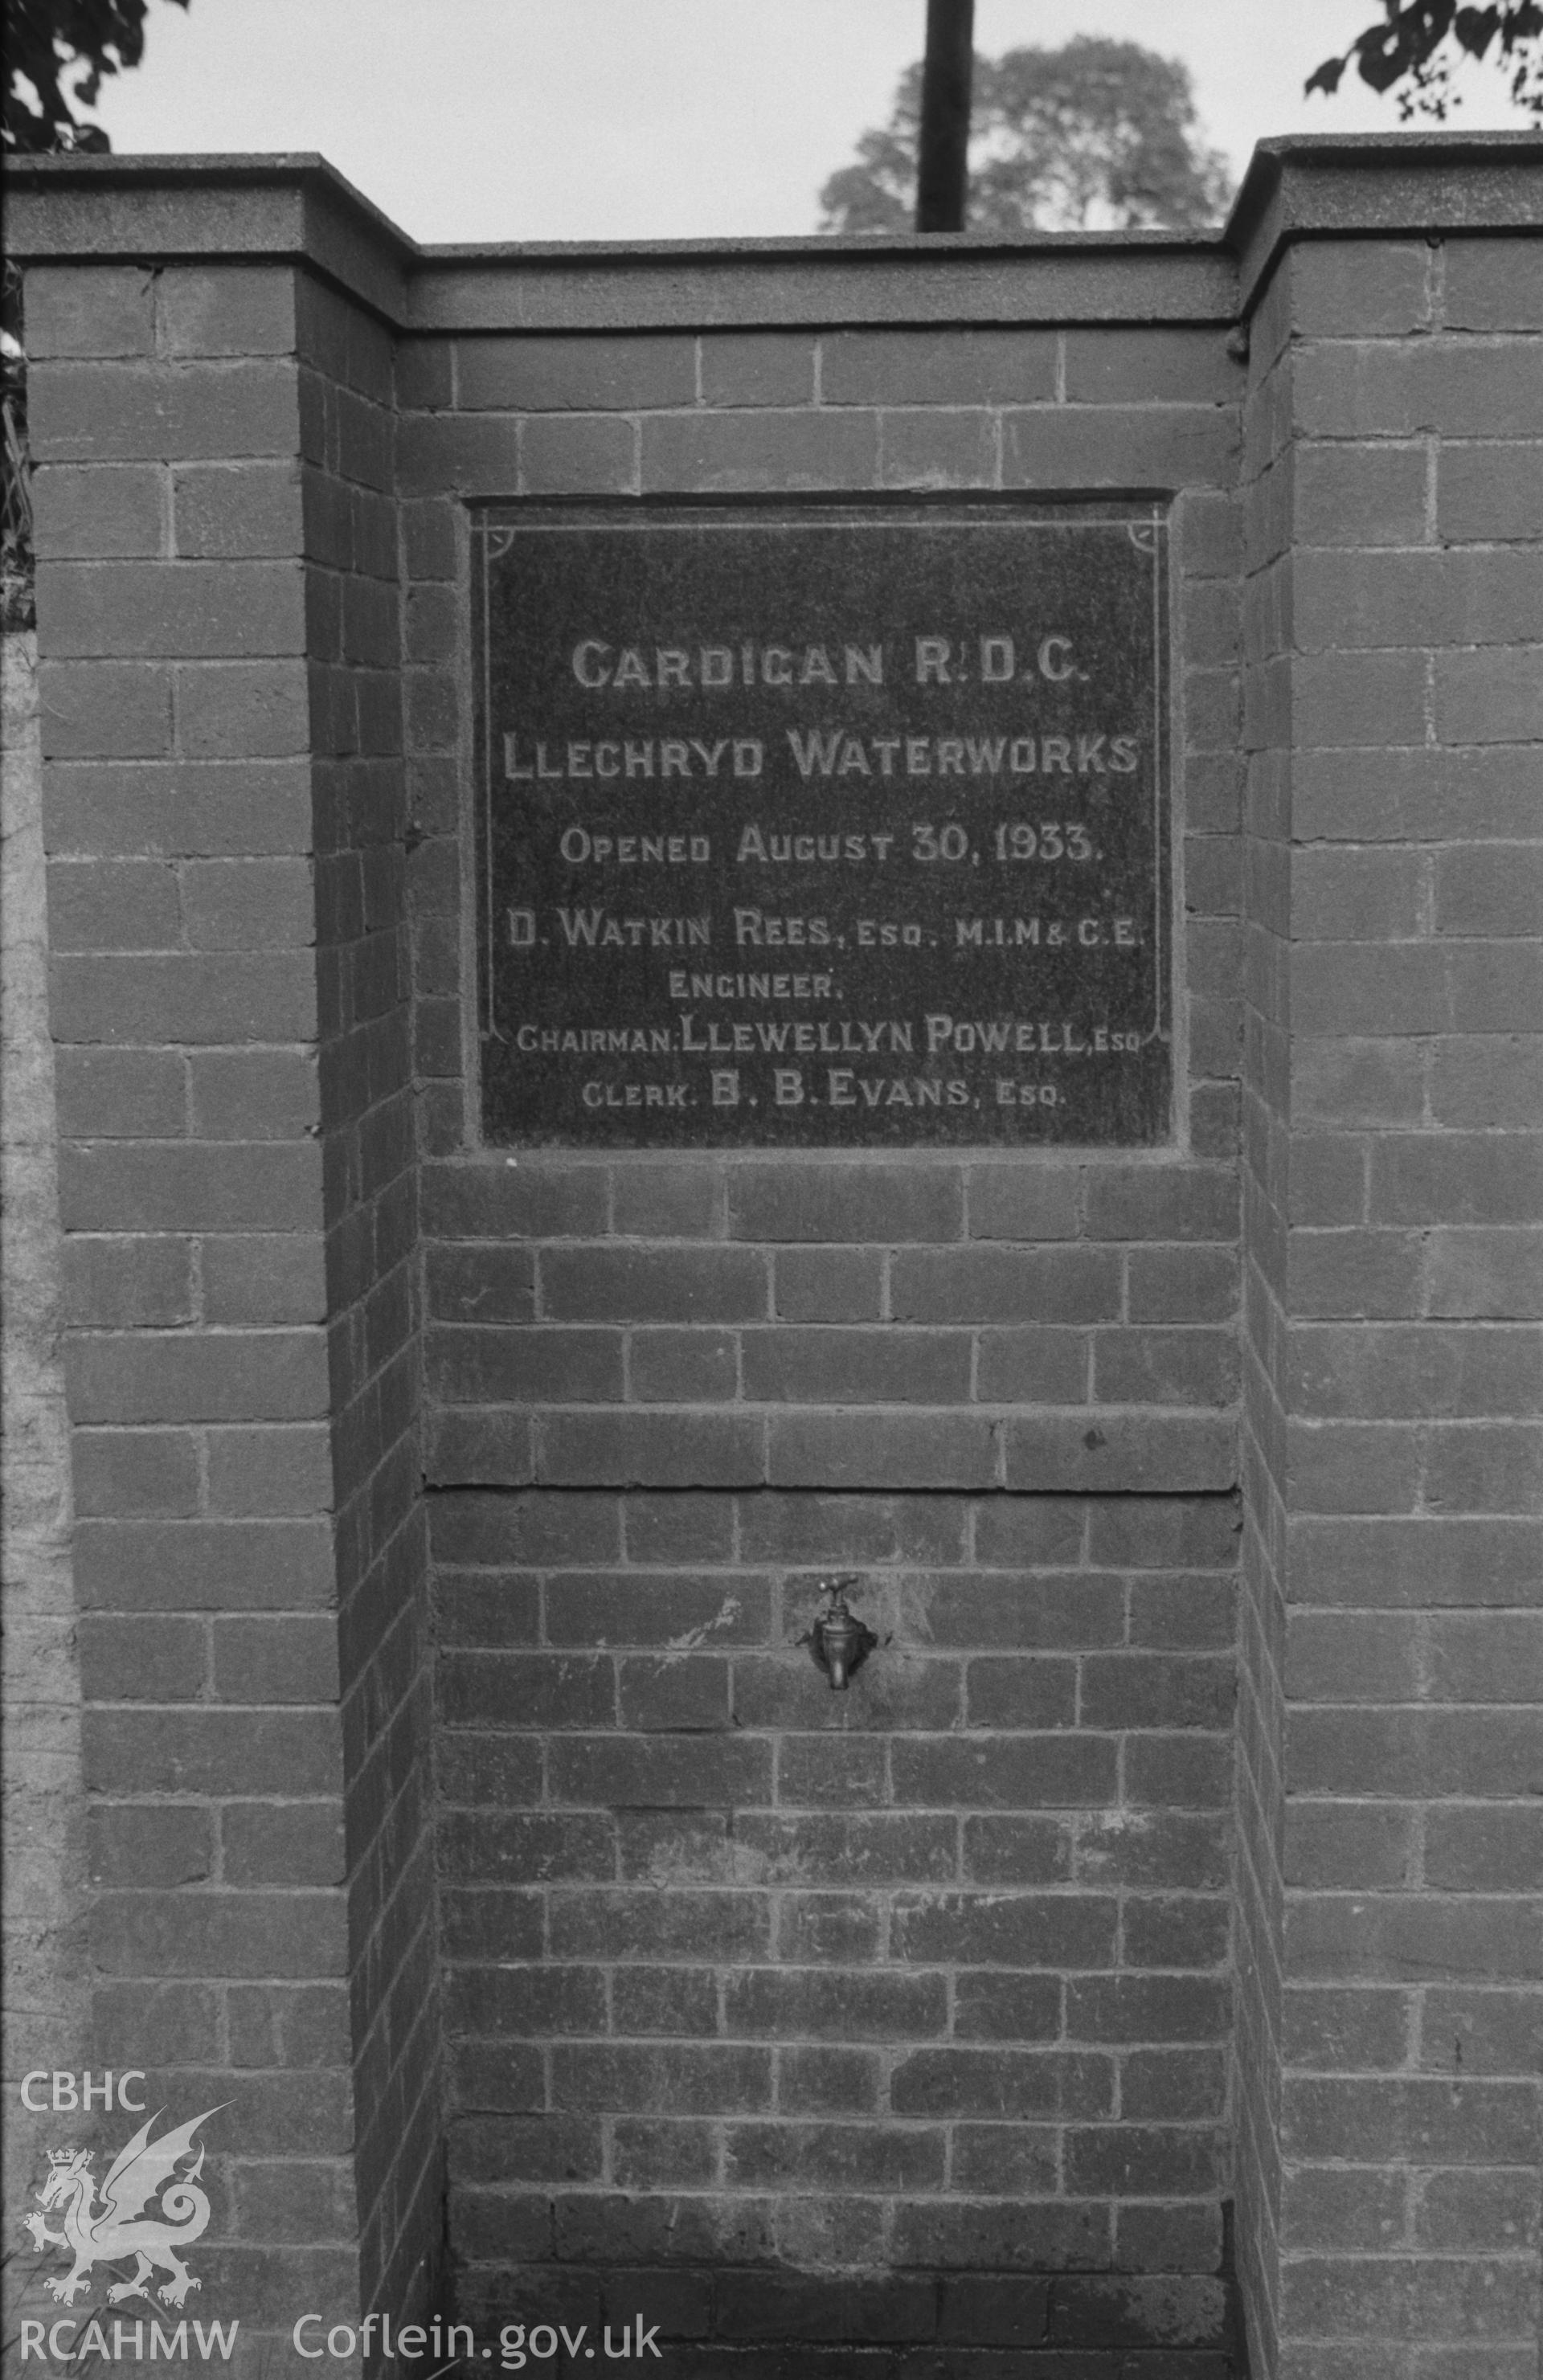 CARDIGAN R.D.C.
LLECHRYD WATERWORKS
OPENED AUGUST 30, 1933.
D. WATKIN REES, ESQ. M.I.M & C.E.
ENGINEER.
CHAIRMAN: LLEWELLYN POWELL, ESQ
CLERK. B. B. EVANS, ESQ.
CBHC
RCAHMW Coflein.gov.uk